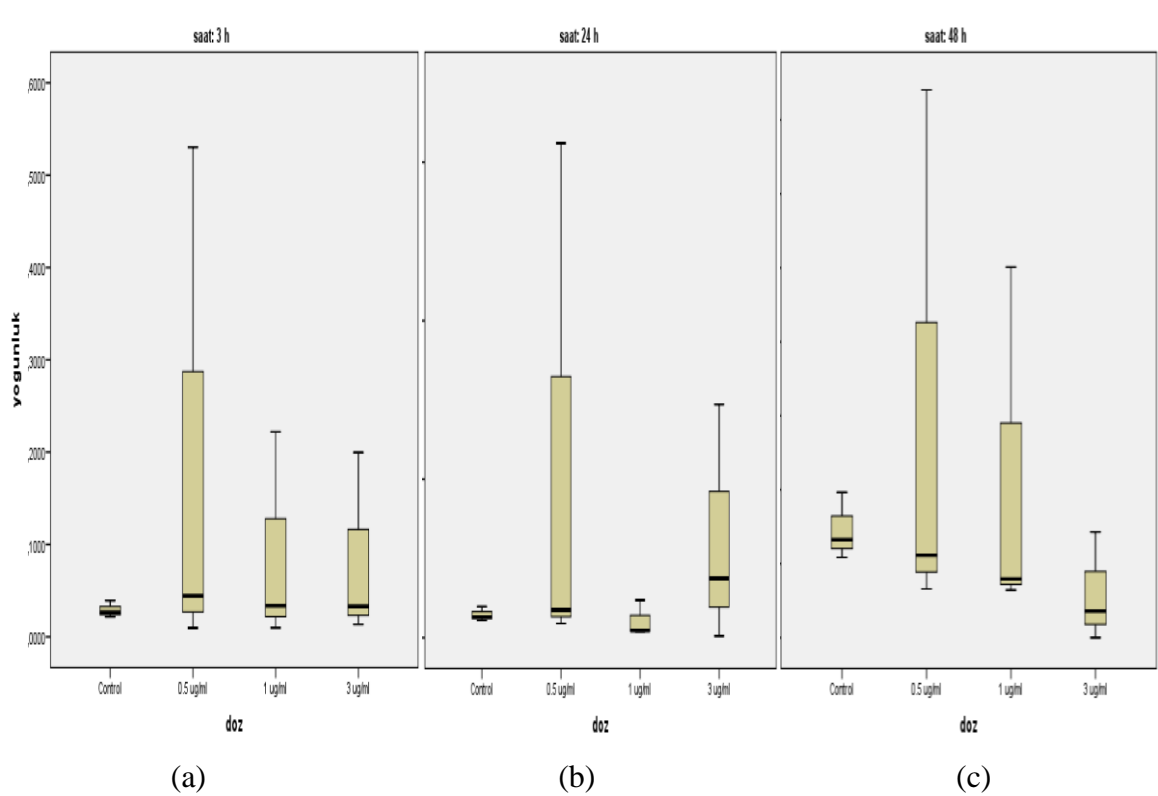 saat: 3 h
saat: 24 h
saat: 48 h
yogunluk
,6000
,5000
,4000
,3000
,2000
,1000
,0000
Control 0.5 ug/ml 1 ug/ml 3 ug/ml
Control 0.5 ug/ml 1 ug/ml 3 ug/ml
Control 0.5 ug/ml 1 ug/ml 3 ug/ml
doz
doz
doz
(a)
(b)
(c)